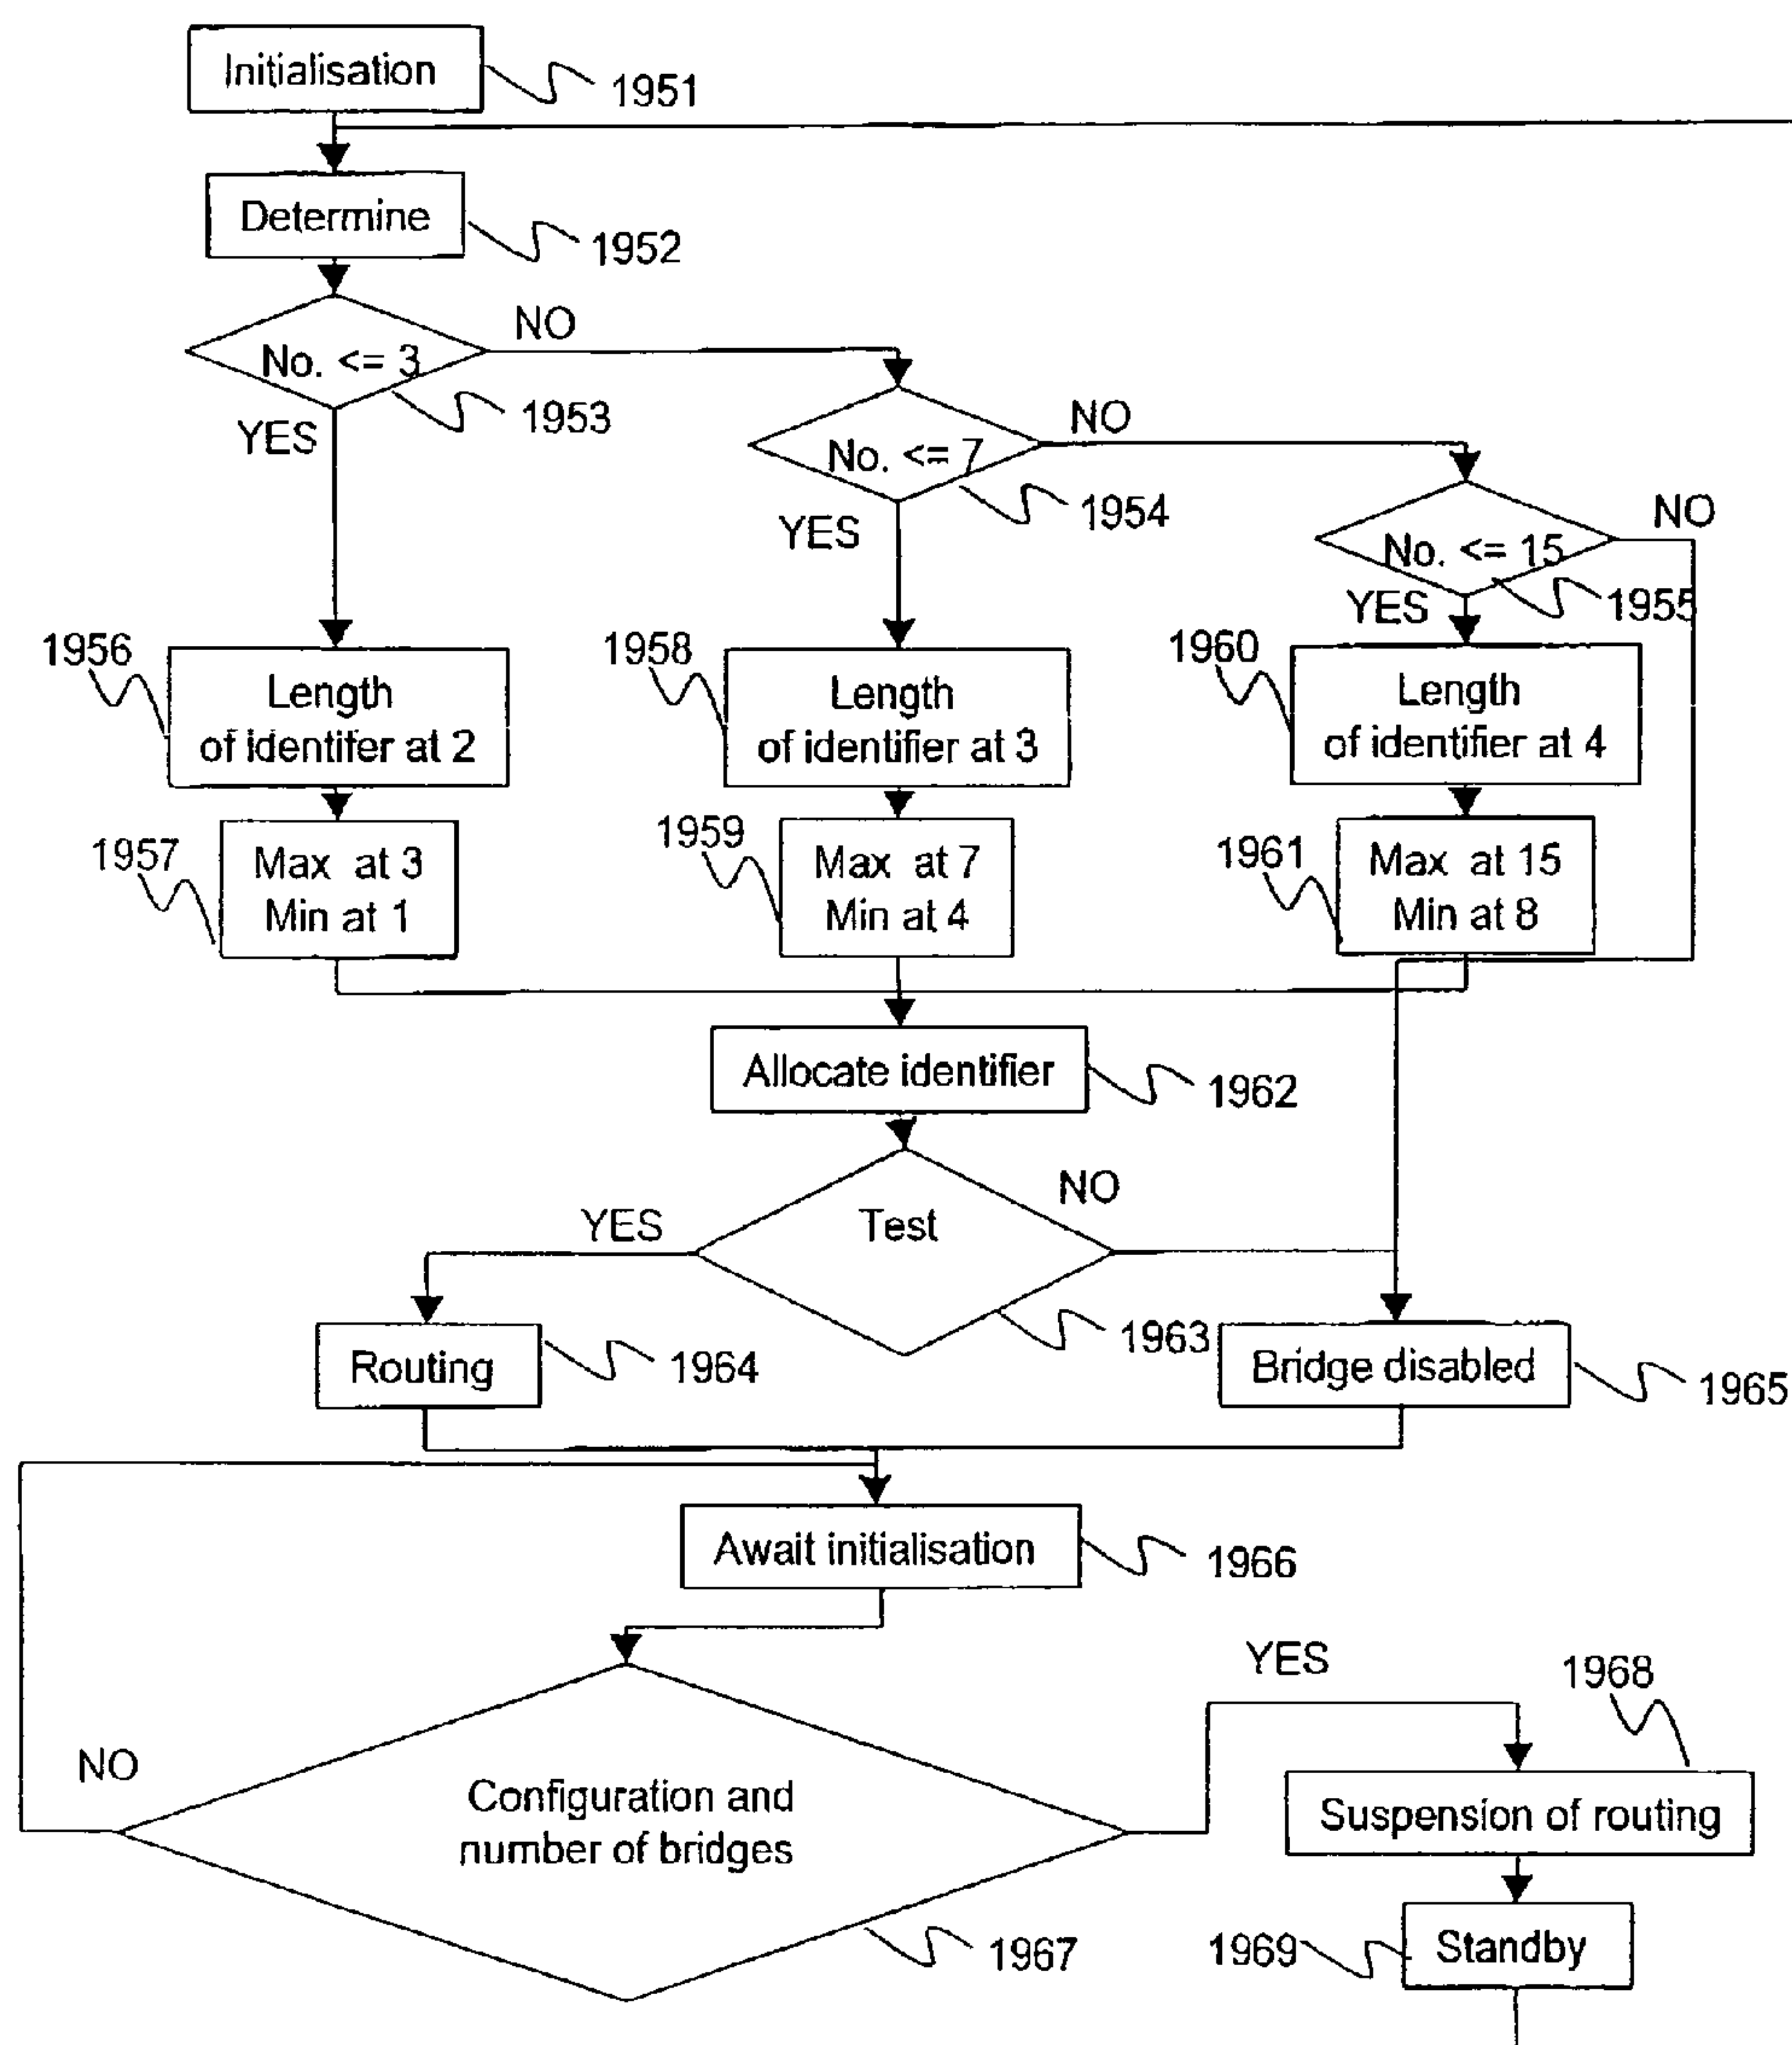 Initialisation
1951
Determine
1952
No. <= 3
NO
1953
YES
No. <= 7
NO
1954
YES
No. <= 15
NO
1955
YES
1956
Length
of identifer at 2
1958
Length
of identifier at 3
1960
Length
of identifier at 4
1957
Max at 3
Min at 1
1959
Max at 7
Min at 4
1961
Max at 15
Min at 8
Allocate identifier
1962
Test
YES
NO
1963
Routing
1964
Bridge disabled
1965
Await initialisation
1966
Configuration and
number of bridges
NO
YES
1967
1968
Suspension of routing
1969
Standby